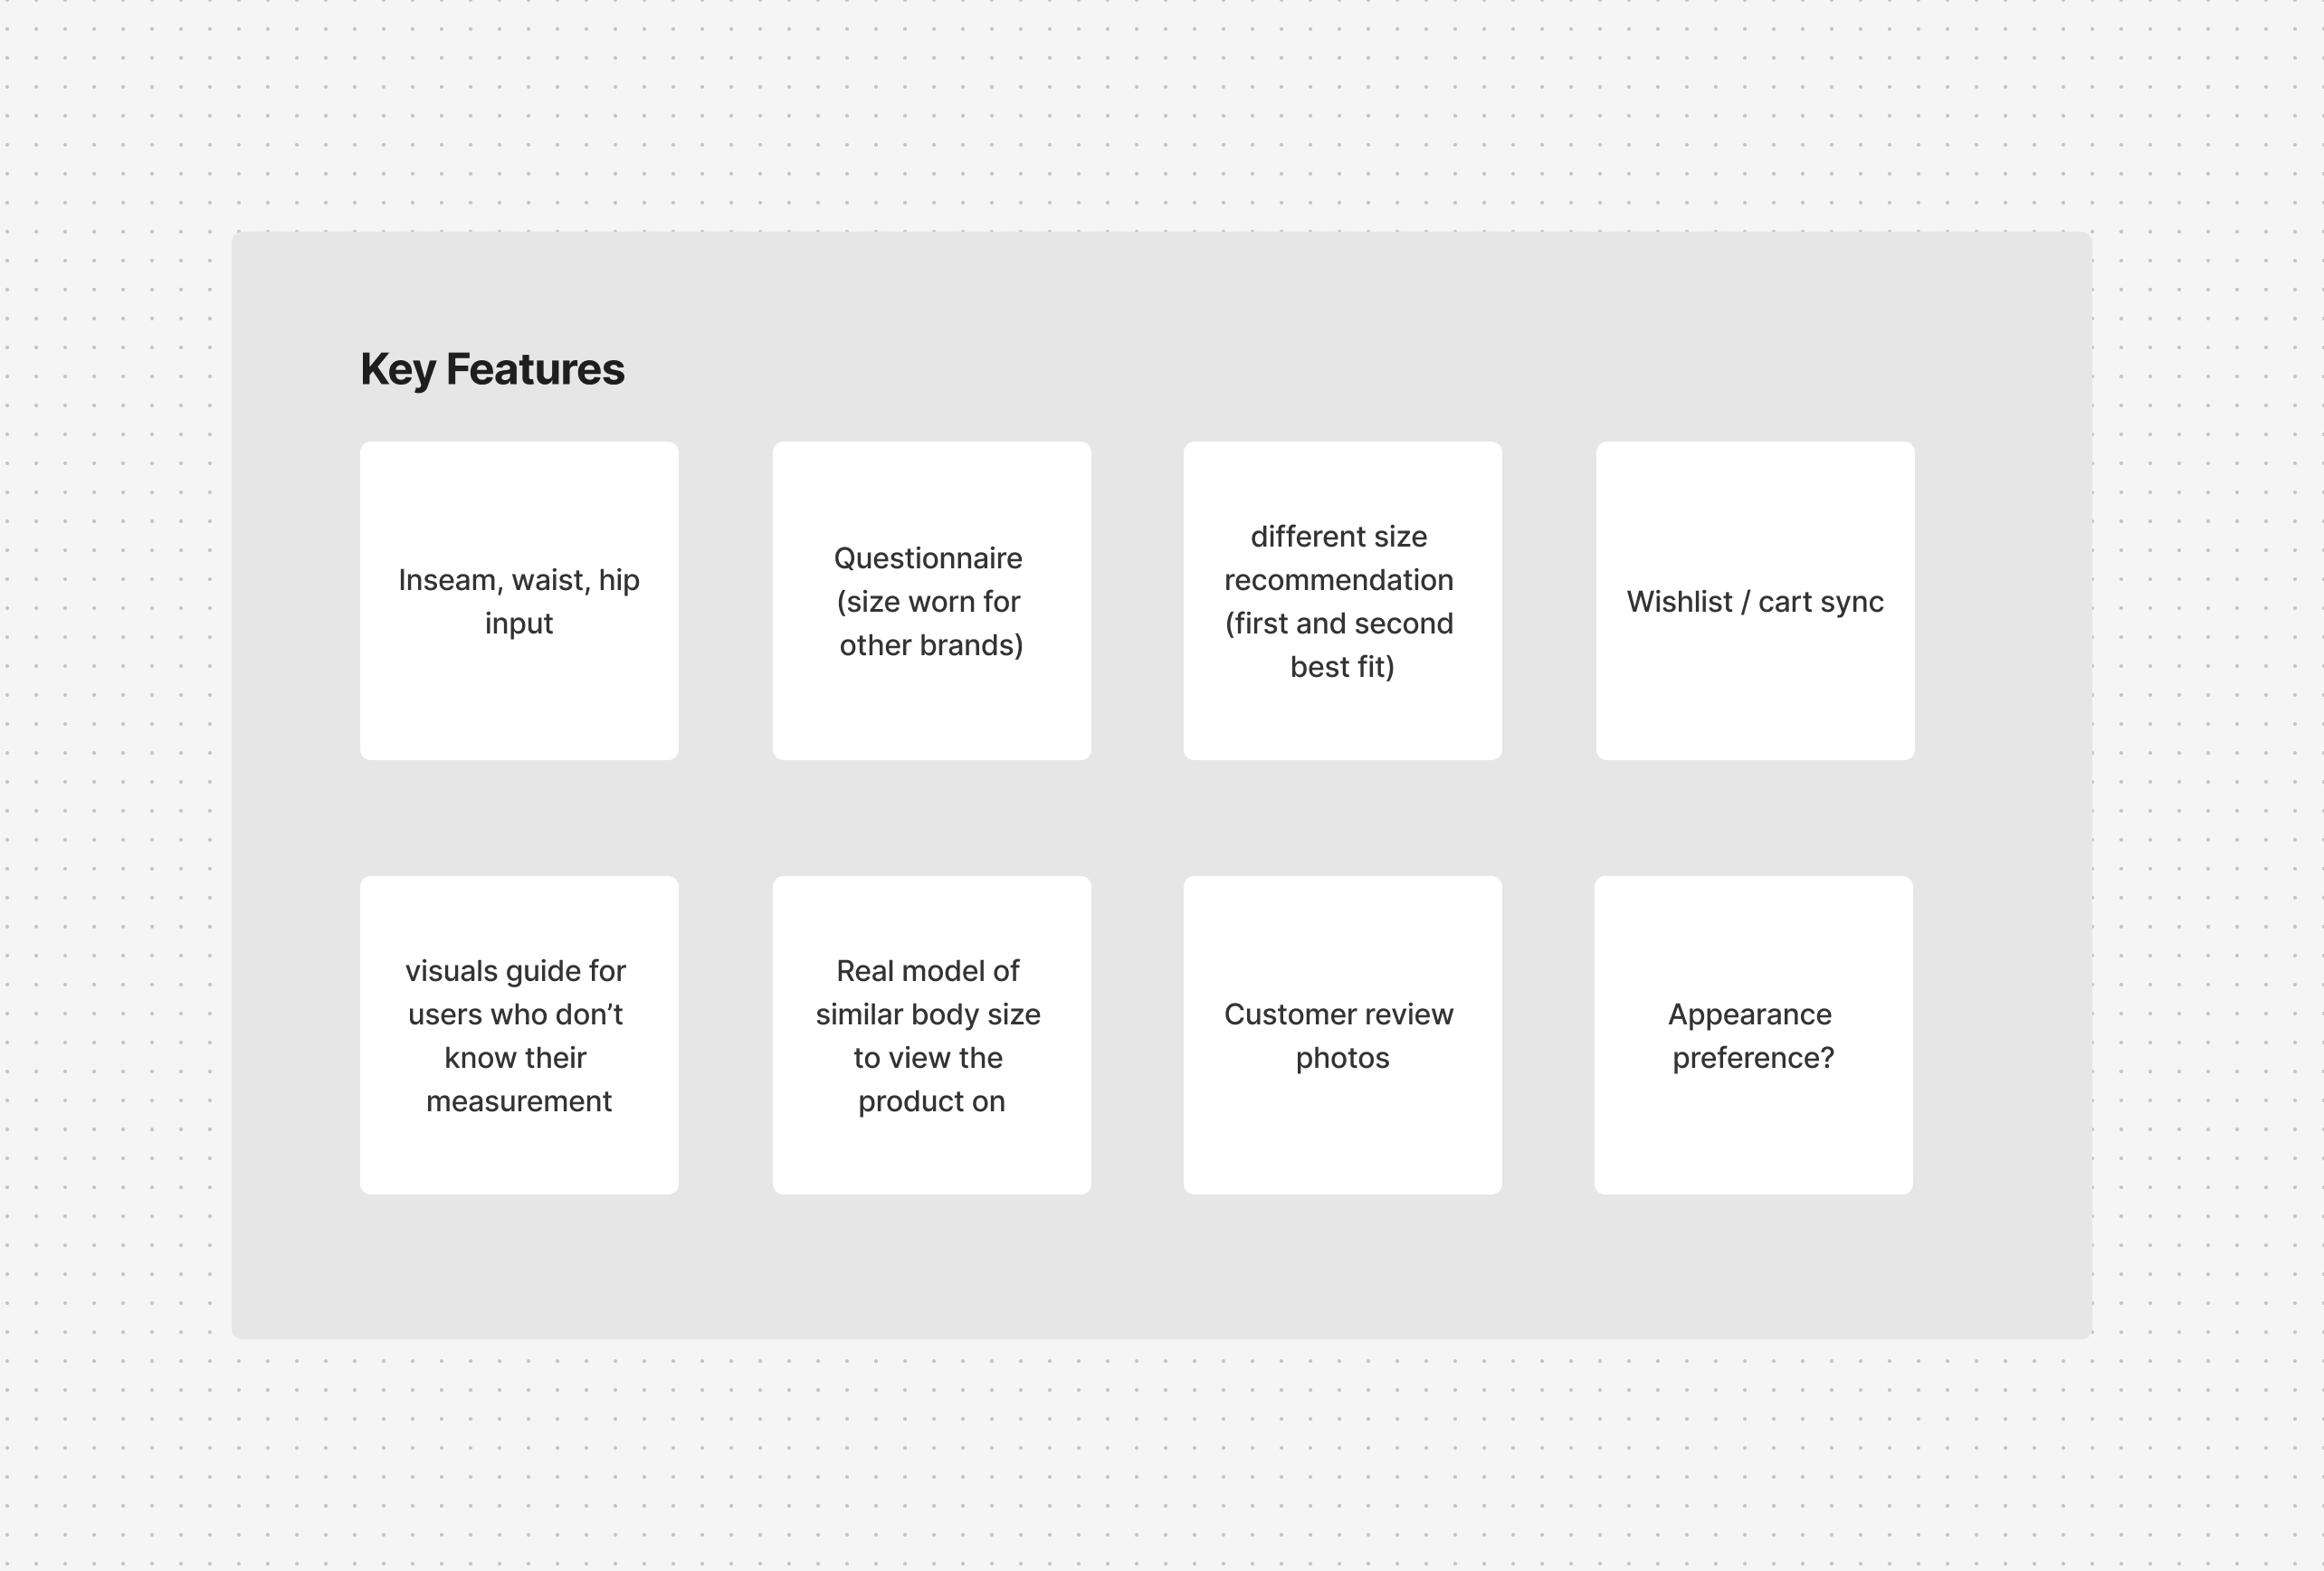 Key Features
Inseam, waist, hip
input
Questionnaire
(size worn for
other brands)
different size
recommendation
(first and second
best fit)
Wishlist / cart sync
visuals guide for
users who don’t
know their
measurement
Real model of
similar body size
to view the
product on
Customer review
photos
Appearance
preference?